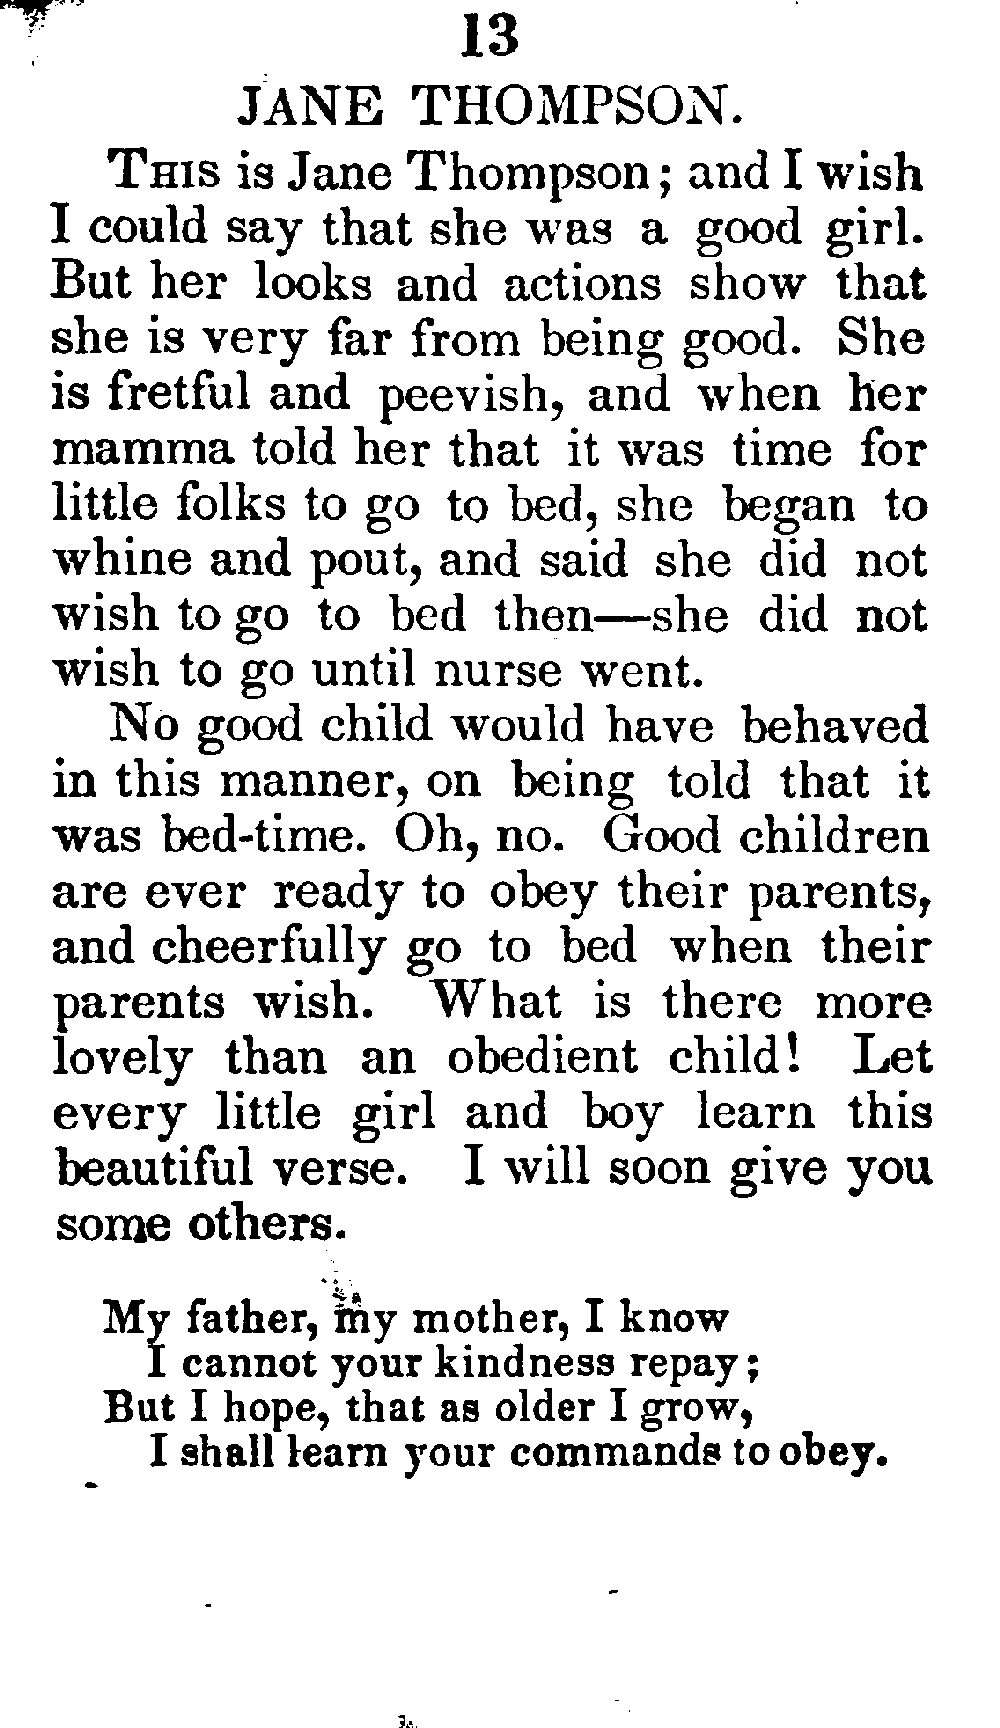 13
JANE THOMPSON.
THIS is Jane Thompson; and I wish
I could say that she was a good girl.
But her looks and actions show that
she is very far from being good. She
is fretful and peevish, and when her
mamma told her that it was time for
little folks to go to bed, she began to
whine and pout, and said she did not
wish to go to bed then—she did not
wish to go until nurse went.
No good child would have behaved
in this manner, on being told that it
was bed-time. Oh, no. Good children
are ever ready to obey their parents,
and cheerfully go to bed when their
parents wish. What is there more
lovely than an obedient child! Let
every little girl and boy learn this
beautiful verse. I will soon give you
some others.
My father, my mother, I know
I cannot your kindness repay;
But I hope, that as older I grow,
I shall learn your commands to obey.